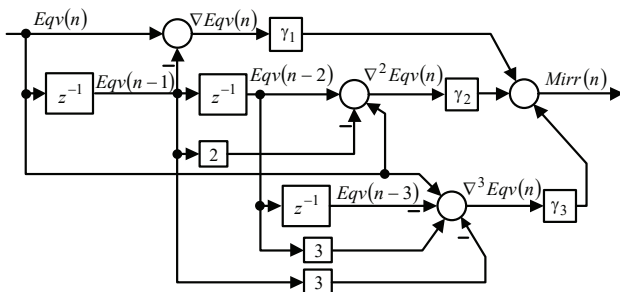 Eqv(n)
∇Eqv(n)
γ₁
z⁻¹
Eqv(n−1)
z⁻¹
Eqv(n−2)
∇²Eqv(n)
γ₂
Mirr(n)
2
z⁻¹
Eqv(n−3)
∇³Eqv(n)
γ₃
3
3